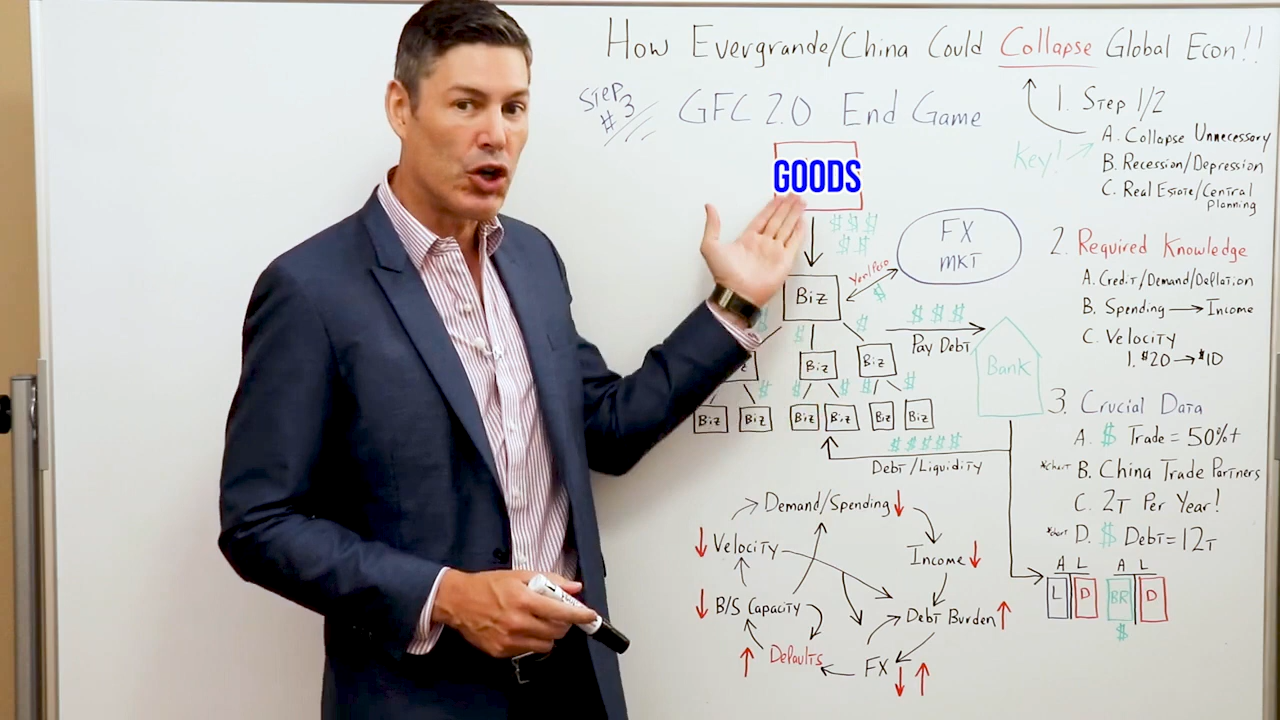 How Evergrande/China Could Collapse Global Econ!!
Step #3
GFC 2.0 End Game
GOODS
$ $ $
$ $
FX
MKT
Yen/Peso
$
Biz
$ $ $
Pay Debt
Bank
$ $ $
Biz Biz
$ $ $ $
Biz Biz Biz Biz Biz Biz
$ $ $ $ $
Debt/Liquidity
Demand/Spending
Velocity
Income
B/S Capacity
Debt Burden
Defaults
FX
1. Step 1/2
Key!
A. Collapse Unnecessary
B. Recession/Depression
C. Real Estate/Central
Planning
2. Required Knowledge
A. Credit/Demand/Deflation
B. Spending → Income
C. Velocity
1. $20 → $10
3. Crucial Data
A. $ Trade = 50%+
*chart B. China Trade Partners
C. 2T Per Year!
*chart D. $ Debt = 12T
A L A L
L D BR D
$